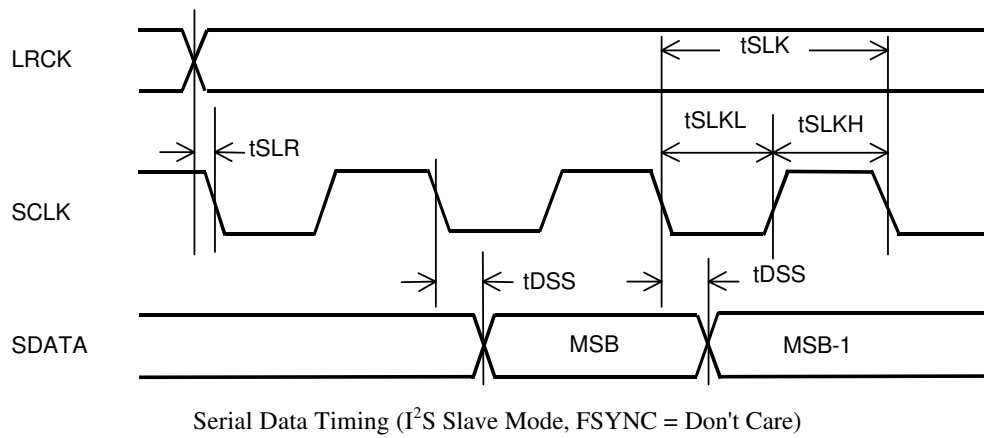 LRCK
tSLK
tSLKL
tSLKH
tSLR
SCLK
tDSS
tDSS
SDATA
MSB
MSB-1
Serial Data Timing (I²S Slave Mode, FSYNC = Don't Care)